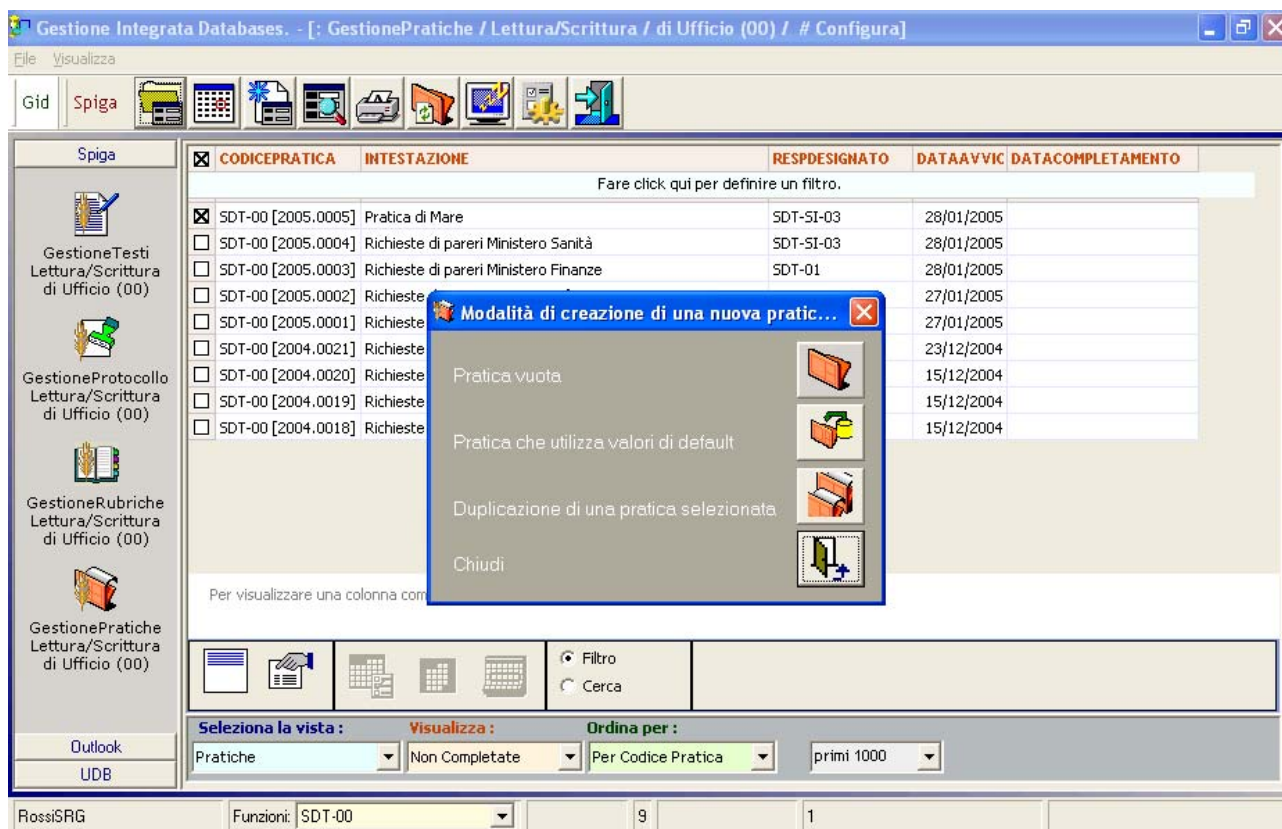 Gestione Integrata Databases. - [: GestionePratiche / Lettura/Scrittura / di Ufficio (00) / # Configura]
File Visualizza
Gid Spiga
Spiga
GestioneTesti
Lettura/Scrittura
di Ufficio (00)
GestioneProtocollo
Lettura/Scrittura
di Ufficio (00)
GestioneRubriche
Lettura/Scrittura
di Ufficio (00)
GestionePratiche
Lettura/Scrittura
di Ufficio (00)
Outlook
UDB
CODICEPRATICA INTESTAZIONE RESPDESIGNATO DATAAVVIC DATACOMPLETAMENTO
Fare click qui per definire un filtro.
SDT-00 [2005.0005] Pratica di Mare SDT-SI-03 28/01/2005
SDT-00 [2005.0004] Richieste di pareri Ministero Sanità SDT-SI-03 28/01/2005
SDT-00 [2005.0003] Richieste di pareri Ministero Finanze SDT-01 28/01/2005
SDT-00 [2005.0002] Richieste 27/01/2005
SDT-00 [2005.0001] Richieste 27/01/2005
SDT-00 [2004.0021] Richieste 23/12/2004
SDT-00 [2004.0020] Richieste 15/12/2004
SDT-00 [2004.0019] Richieste 15/12/2004
SDT-00 [2004.0018] Richieste 15/12/2004
Modalità di creazione di una nuova pratic...
Pratica vuota
Pratica che utilizza valori di default
Duplicazione di una pratica selezionata
Chiudi
Per visualizzare una colonna com
Filtro
Cerca
Seleziona la vista : Visualizza : Ordina per :
Pratiche Non Completate Per Codice Pratica primi 1000
RossiSRG Funzioni: SDT-00 9 1